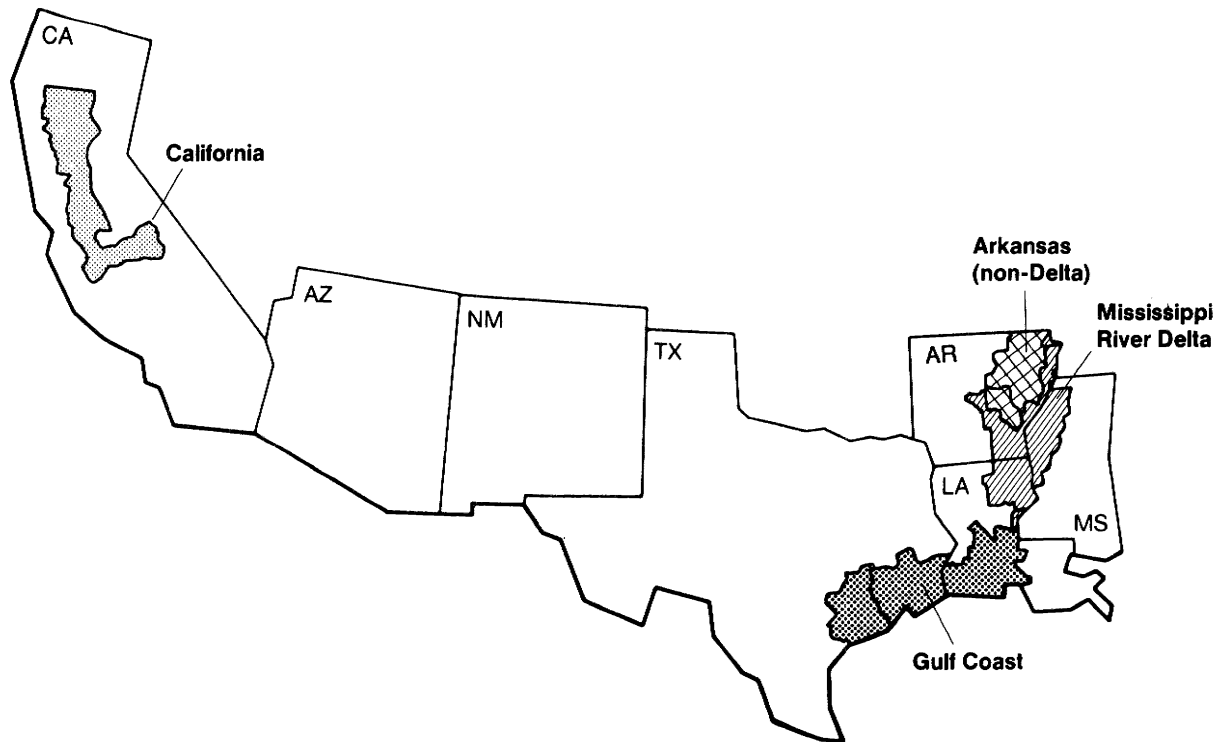 CA
California
Arkansas
(non-Delta)
AZ
Mississippi
River Delta
NM
TX
AR
LA
MS
Gulf Coast